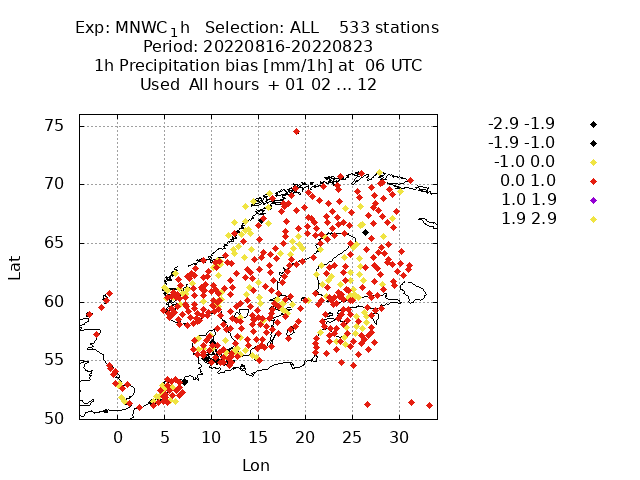 Exp: MNWC_1h Selection: ALL 533 stations
Period: 20220816-20220823
1h Precipitation bias [mm/1h] at 06 UTC
Used All hours + 01 02 ... 12
-2.9 -1.9
-1.9 -1.0
-1.0 0.0
0.0 1.0
1.0 1.9
1.9 2.9
75
70
65
60
55
50
Lat
0 5 10 15 20 25 30
Lon